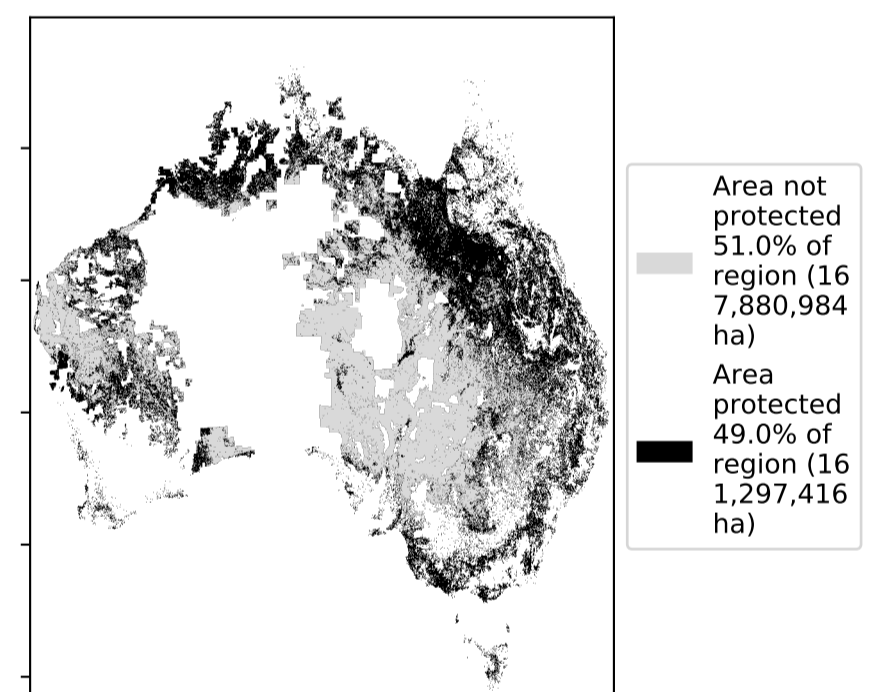 Area not
protected
51.0% of
region (16
7,880,984
ha)
Area
protected
49.0% of
region (16
1,297,416
ha)